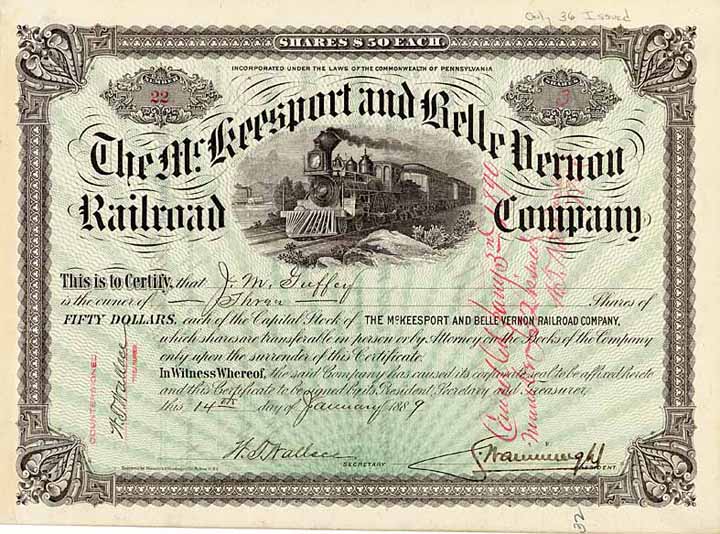 Only 36 Issued
SHARES $50 EACH.
INCORPORATED UNDER THE LAWS OF THE COMMONWEALTH OF PENNSYLVANIA
22
3
The McKeesport and Belle Vernon
Railroad Company
This is to Certify, that J. M. Guffey
is the owner of Three Shares of
FIFTY DOLLARS, each of the Capital Stock of THE McKEESPORT AND BELLE VERNON RAILROAD COMPANY,
which shares are transferable in person or by Attorney on the Books of the Company
only upon the surrender of this Certificate.
In Witness Whereof, the said Company has caused its corporate seal to be affixed hereto
and this Certificate to be signed by its President, Secretary and Treasurer,
this 14th day of January 1889
COUNTERSIGNED
W. T. Wallace
TREASURER
W. T. Wallace
SECRETARY
PRESIDENT
Issued
32